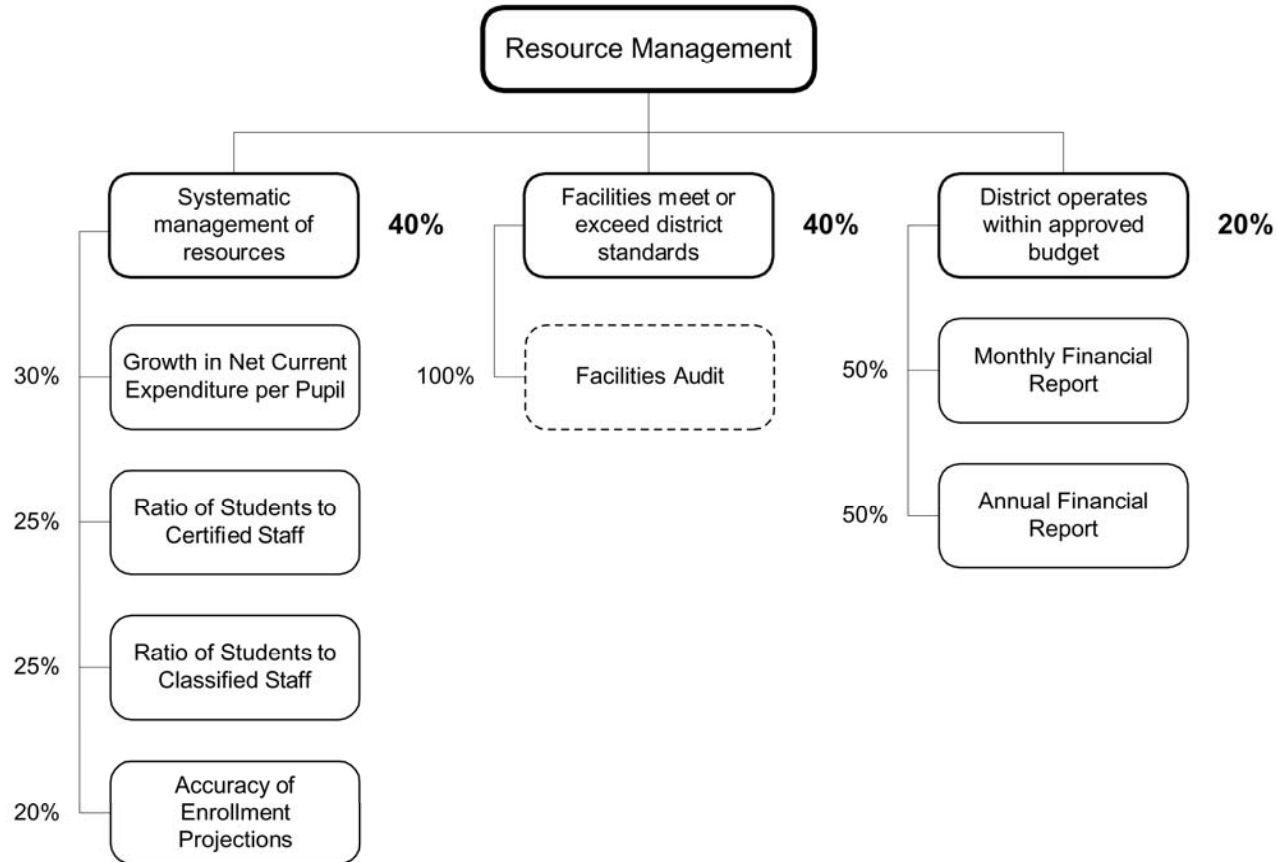 Resource Management
Systematic
management of
resources
40%
Facilities meet or
exceed district
standards
40%
District operates
within approved
budget
20%
30%
Growth in Net Current
Expenditure per Pupil
100%
Facilities Audit
50%
Monthly Financial
Report
25%
Ratio of Students to
Certified Staff
50%
Annual Financial
Report
25%
Ratio of Students to
Classified Staff
20%
Accuracy of
Enrollment
Projections